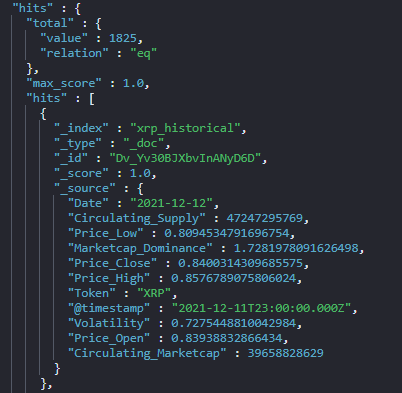 "hits" : {
"total" : {
"value" : 1825,
"relation" : "eq"
},
"max_score" : 1.0,
"hits" : [
{
"_index" : "xrp_historical",
"_type" : "_doc",
"_id" : "Dv_Yv30BJXbvInANyD6D",
"_score" : 1.0,
"_source" : {
"Date" : "2021-12-12",
"Circulating_Supply" : 47247295769,
"Price_Low" : 0.8094534791696754,
"Marketcap_Dominance" : 1.7281978091626498,
"Price_Close" : 0.8400314309685575,
"Price_High" : 0.8576789075806024,
"Token" : "XRP",
"@timestamp" : "2021-12-11T23:00:00.000Z",
"Volatility" : 0.7275448810042984,
"Price_Open" : 0.83938832866434,
"Circulating_Marketcap" : 39658828629
}
},